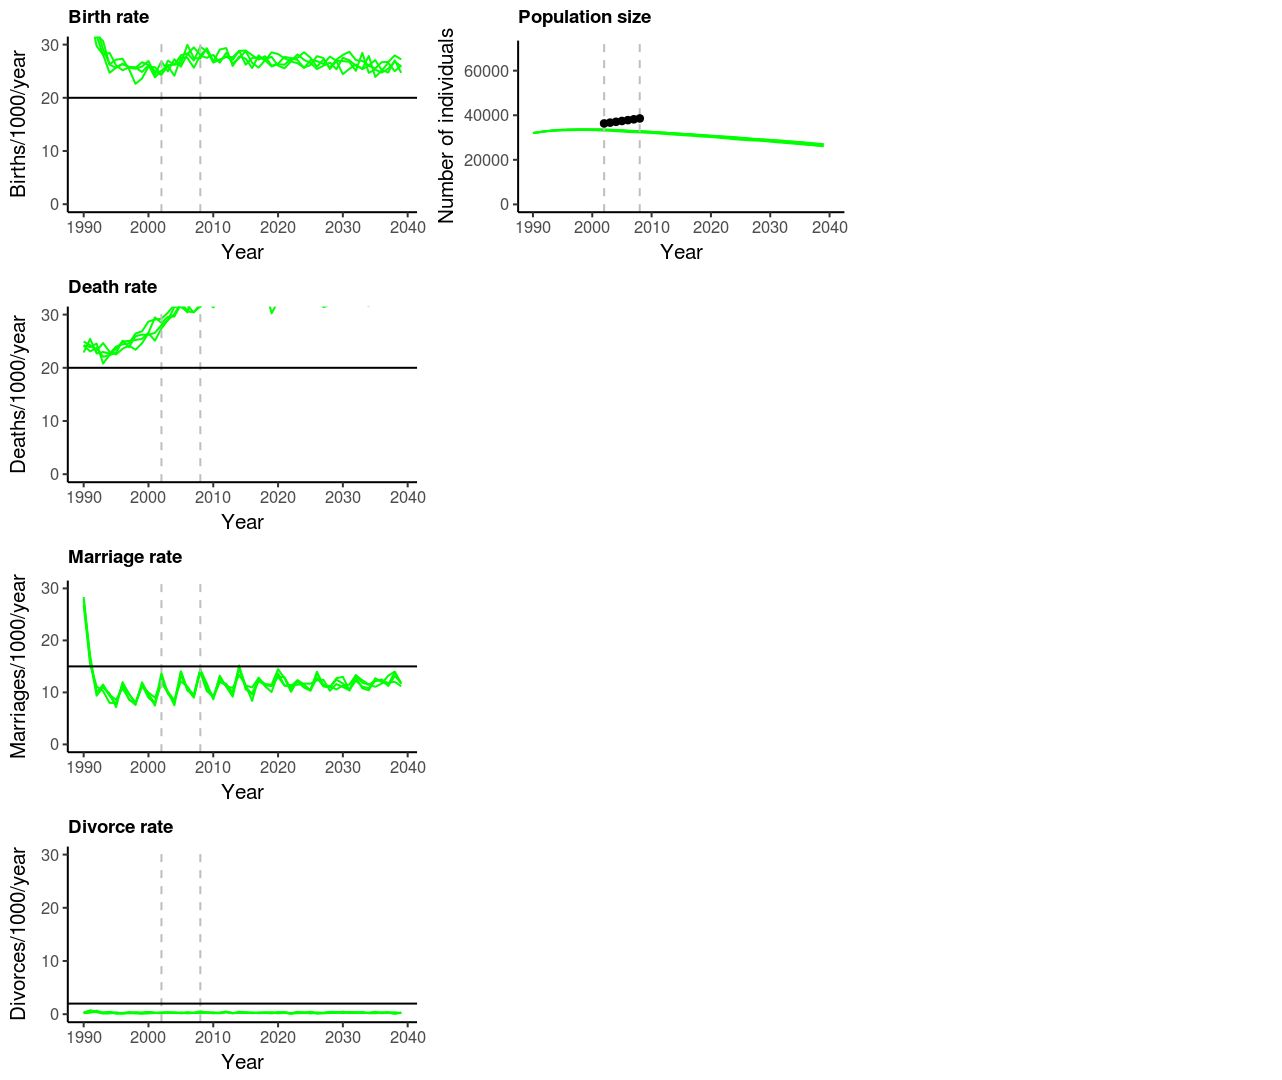 Birth rate
Births/1000/year
30
20
10
0
1990 2000 2010 2020 2030 2040
Year
Population size
Number of individuals
60000
40000
20000
0
1990 2000 2010 2020 2030 2040
Year
Death rate
Deaths/1000/year
30
20
10
0
1990 2000 2010 2020 2030 2040
Year
Marriage rate
Marriages/1000/year
30
20
10
0
1990 2000 2010 2020 2030 2040
Year
Divorce rate
Divorces/1000/year
30
20
10
0
1990 2000 2010 2020 2030 2040
Year